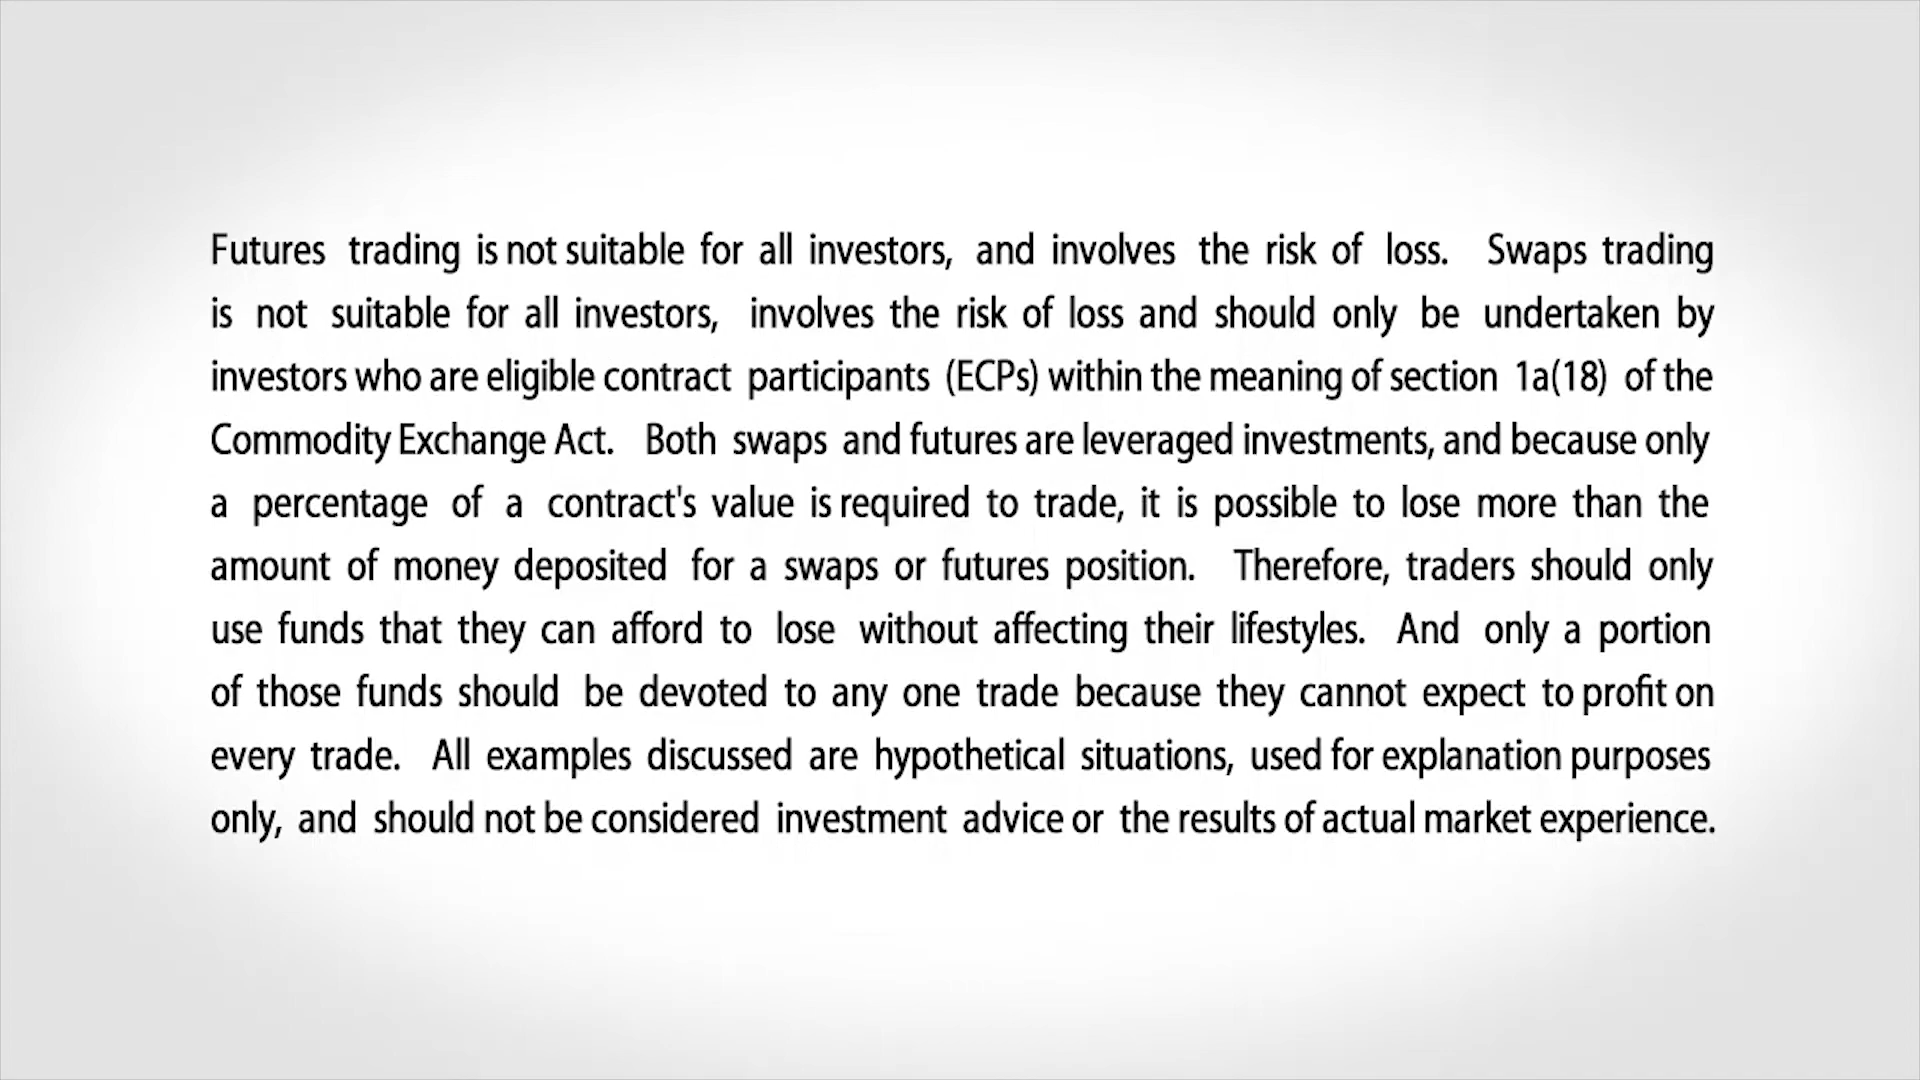 Futures trading is not suitable for all investors, and involves the risk of loss. Swaps trading
is not suitable for all investors, involves the risk of loss and should only be undertaken by
investors who are eligible contract participants (ECPs) within the meaning of section 1a(18) of the
Commodity Exchange Act. Both swaps and futures are leveraged investments, and because only
a percentage of a contract's value is required to trade, it is possible to lose more than the
amount of money deposited for a swaps or futures position. Therefore, traders should only
use funds that they can afford to lose without affecting their lifestyles. And only a portion
of those funds should be devoted to any one trade because they cannot expect to profit on
every trade. All examples discussed are hypothetical situations, used for explanation purposes
only, and should not be considered investment advice or the results of actual market experience.